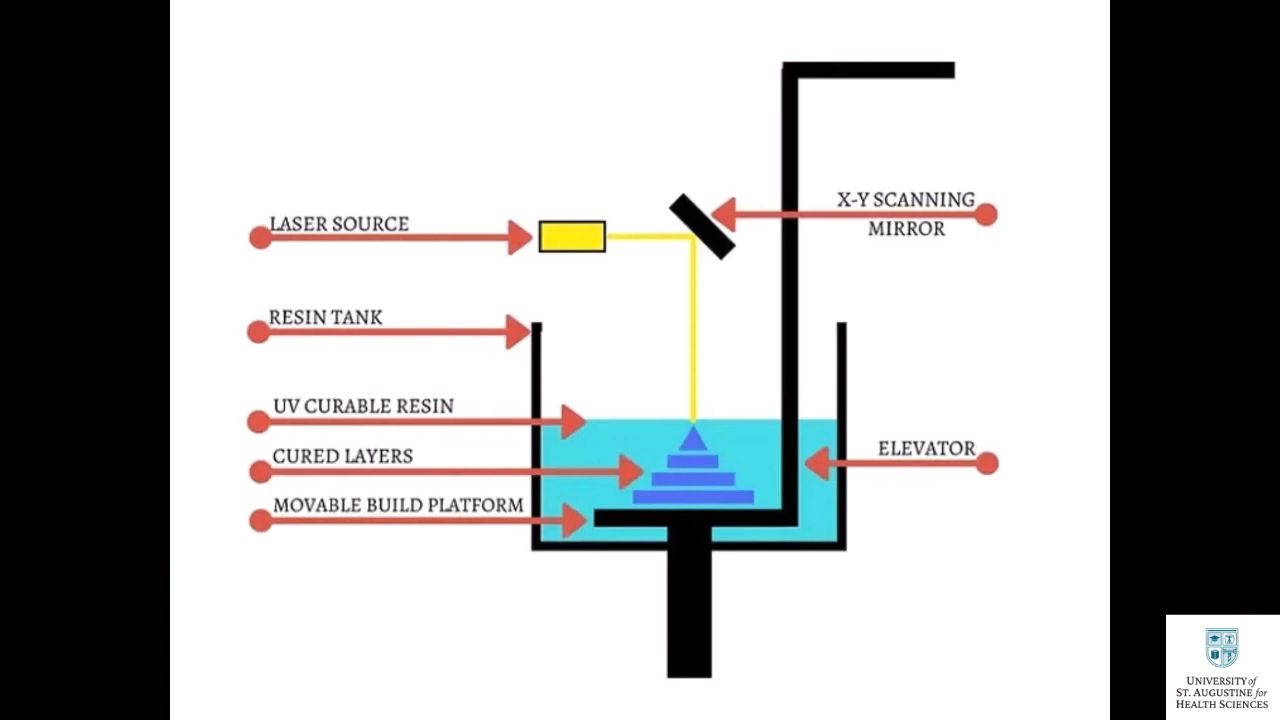 X-Y SCANNING
MIRROR
LASER SOURCE
RESIN TANK
UV CURABLE RESIN
CURED LAYERS
ELEVATOR
MOVABLE BUILD PLATFORM
UNIVERSITY of
ST. AUGUSTINE for
HEALTH SCIENCES